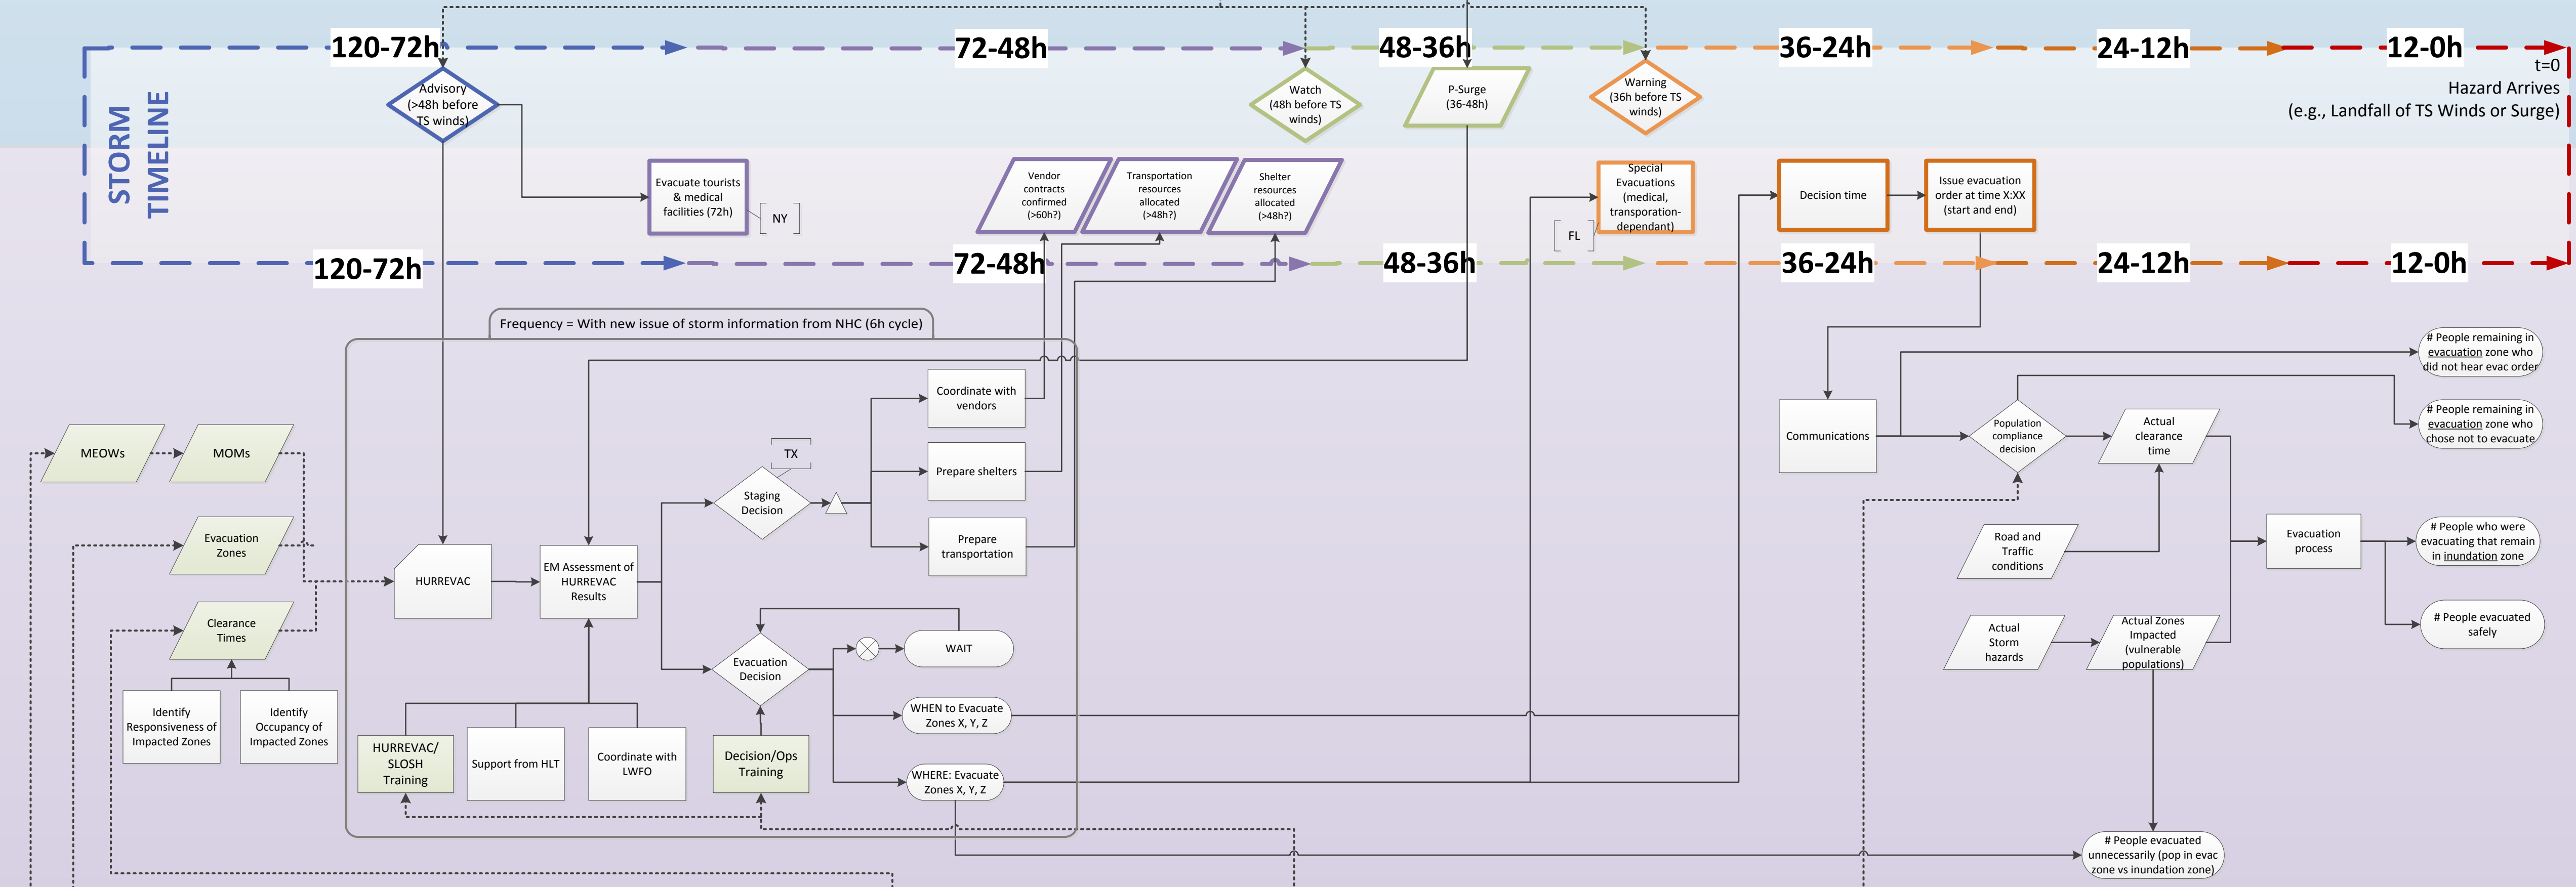 120-72h
72-48h
48-36h
36-24h
24-12h
12-0h
t=0
Hazard Arrives
(e.g., Landfall of TS Winds or Surge)
STORM
TIMELINE
Advisory
(>48h before
TS winds)
Watch
(48h before TS
winds)
P-Surge
(36-48h)
Warning
(36h before TS
winds)
Evacuate tourists
& medical
facilities (72h)
NY
Vendor
contracts
confirmed
(>60h?)
Transportation
resources
allocated
(>48h?)
Shelter
resources
allocated
(>48h?)
Special
Evacuations
(medical,
transporation-
dependant)
FL
Decision time
Issue evacuation
order at time X:XX
(start and end)
120-72h
72-48h
48-36h
36-24h
24-12h
12-0h
Frequency = With new issue of storm information from NHC (6h cycle)
MEOWs
MOMs
Evacuation
Zones
Clearance
Times
Identify
Responsiveness of
Impacted Zones
Identify
Occupancy of
Impacted Zones
HURREVAC
EM Assessment of
HURREVAC
Results
HURREVAC/
SLOSH
Training
Support from HLT
Coordinate with
LWFO
TX
Staging
Decision
Coordinate with
vendors
Prepare shelters
Prepare
transportation
Evacuation
Decision
WAIT
WHEN to Evacuate
Zones X, Y, Z
WHERE: Evacuate
Zones X, Y, Z
Decision/Ops
Training
Communications
Population
compliance
decision
Actual
clearance
time
Road and
Traffic
conditions
Actual
Storm
hazards
Actual Zones
Impacted
(vulnerable
populations)
Evacuation
process
# People remaining in
evacuation zone who
did not hear evac order
# People remaining in
evacuation zone who
chose not to evacuate
# People who were
evacuating that remain
in inundation zone
# People evacuated
safely
# People evacuated
unnecessarily (pop in evac
zone vs inundation zone)